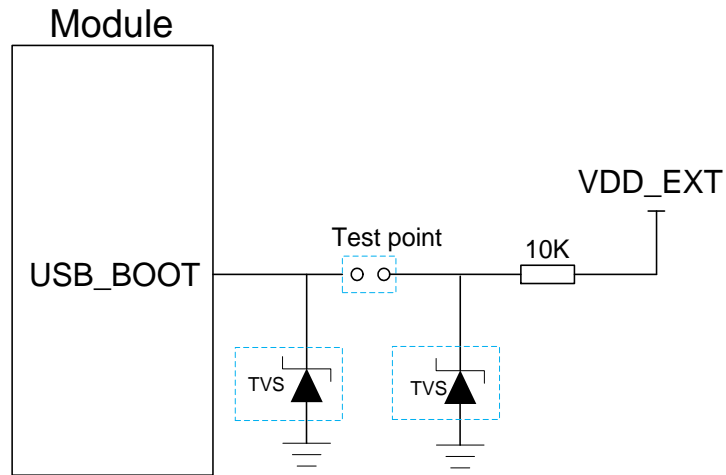 Module
VDD_EXT
Test point
10K
USB_BOOT
TVS
TVS